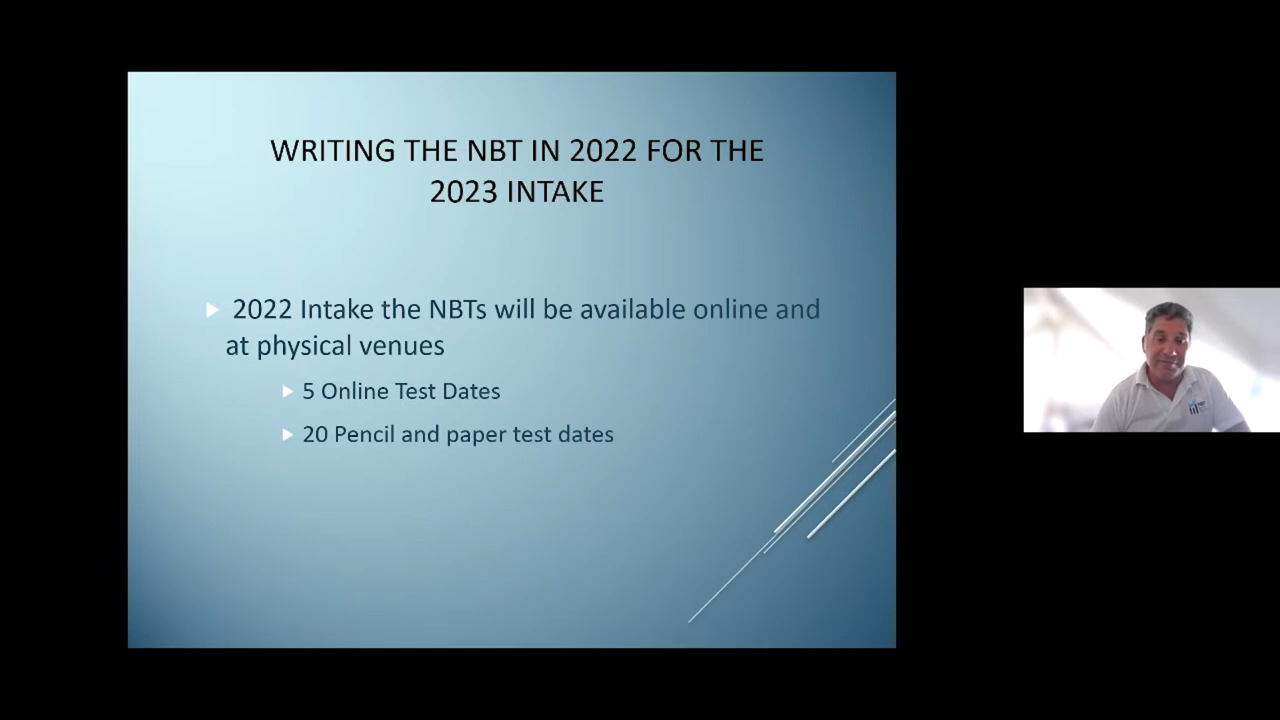 WRITING THE NBT IN 2022 FOR THE
2023 INTAKE
2022 Intake the NBTs will be available online and
at physical venues
5 Online Test Dates
20 Pencil and paper test dates